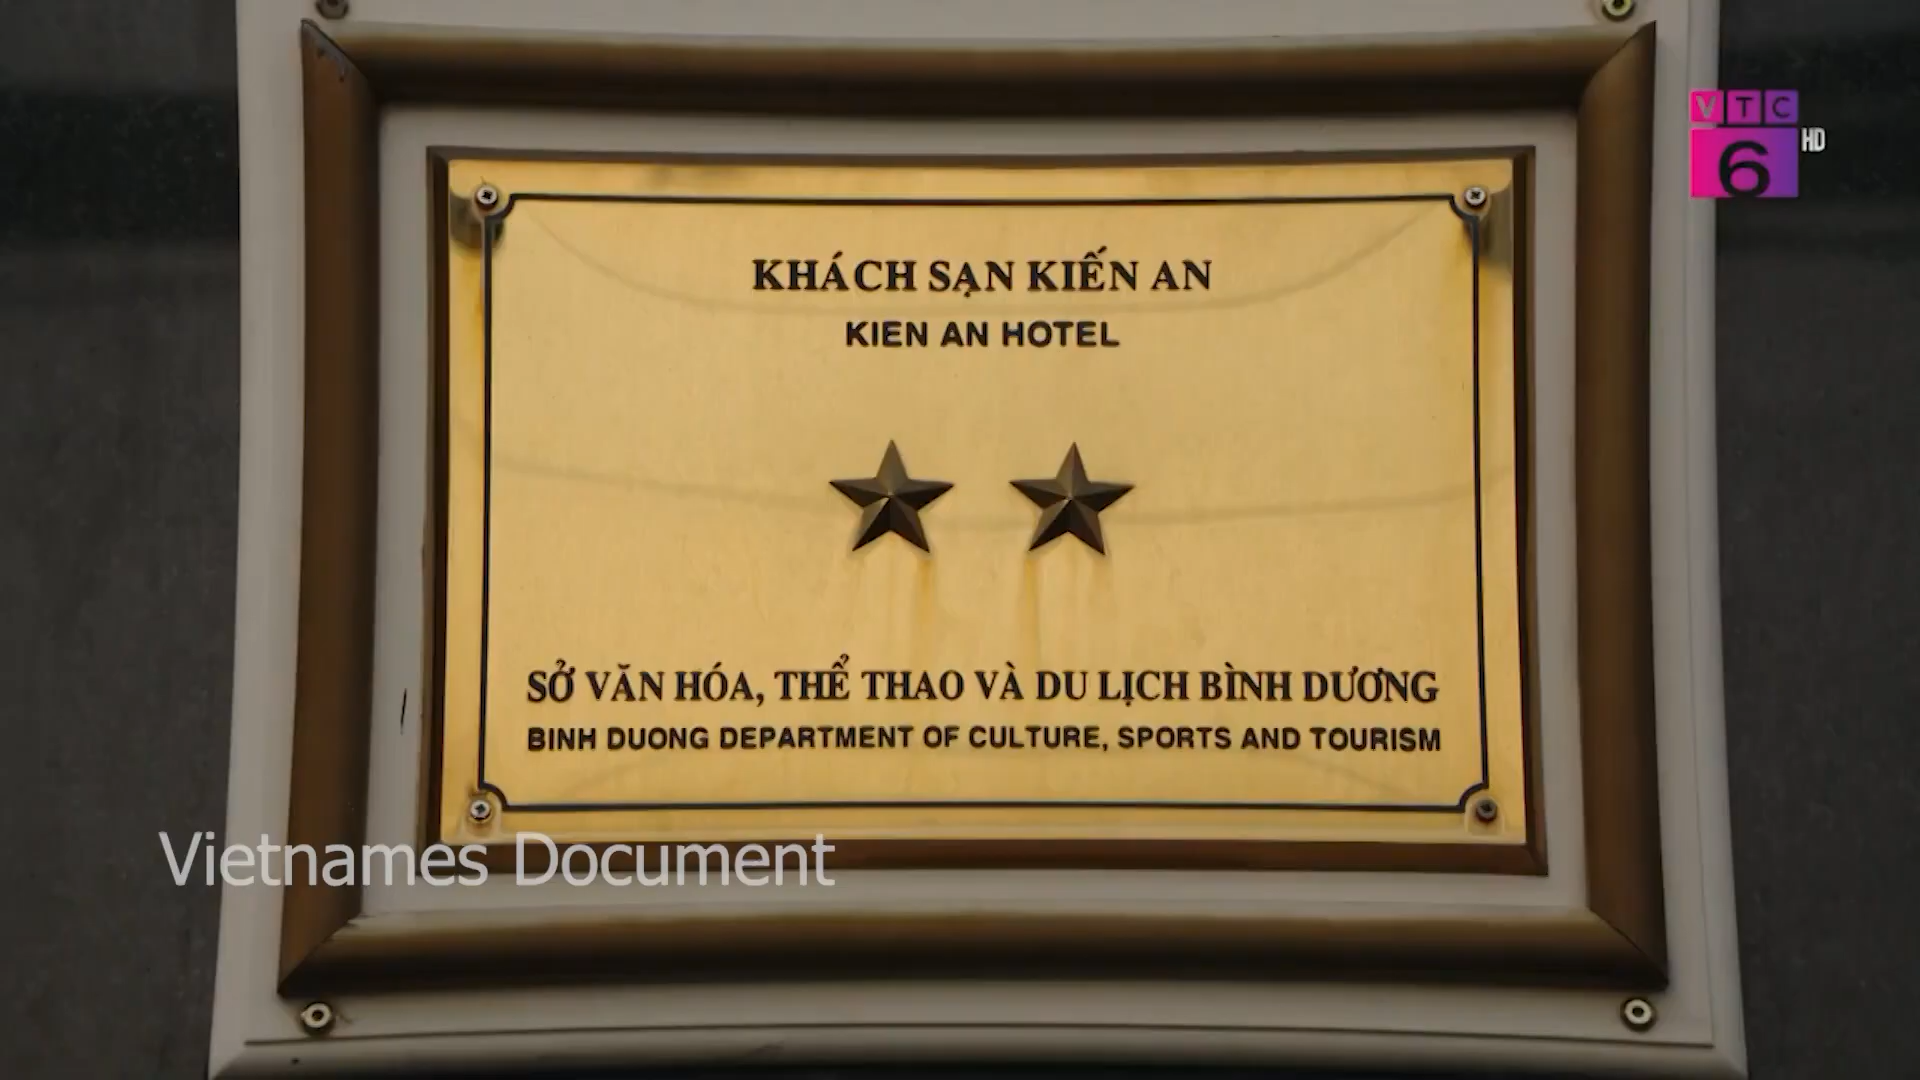 VTC
6 HD
KHÁCH SẠN KIẾN AN
KIEN AN HOTEL
SỞ VĂN HÓA, THỂ THAO VÀ DU LỊCH BÌNH DƯƠNG
BINH DUONG DEPARTMENT OF CULTURE, SPORTS AND TOURISM
Vietnames Document